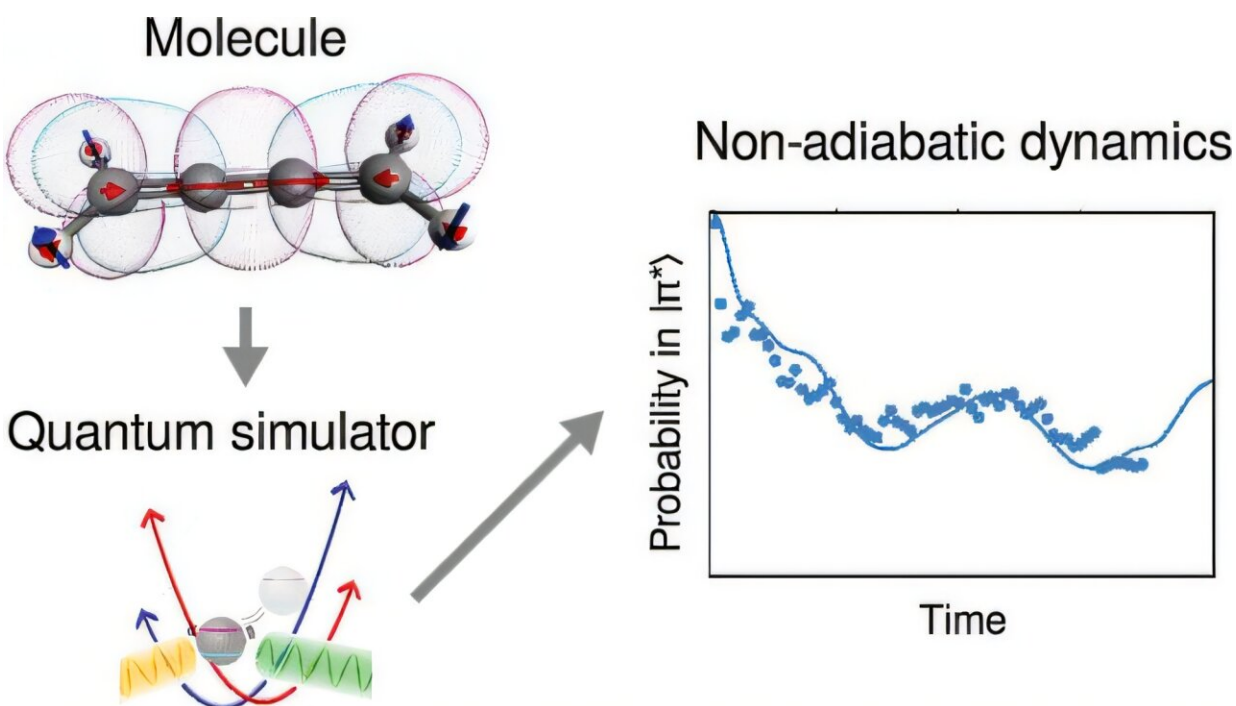 Molecule
Quantum simulator
Non-adiabatic dynamics
Probability in |π*⟩
Time